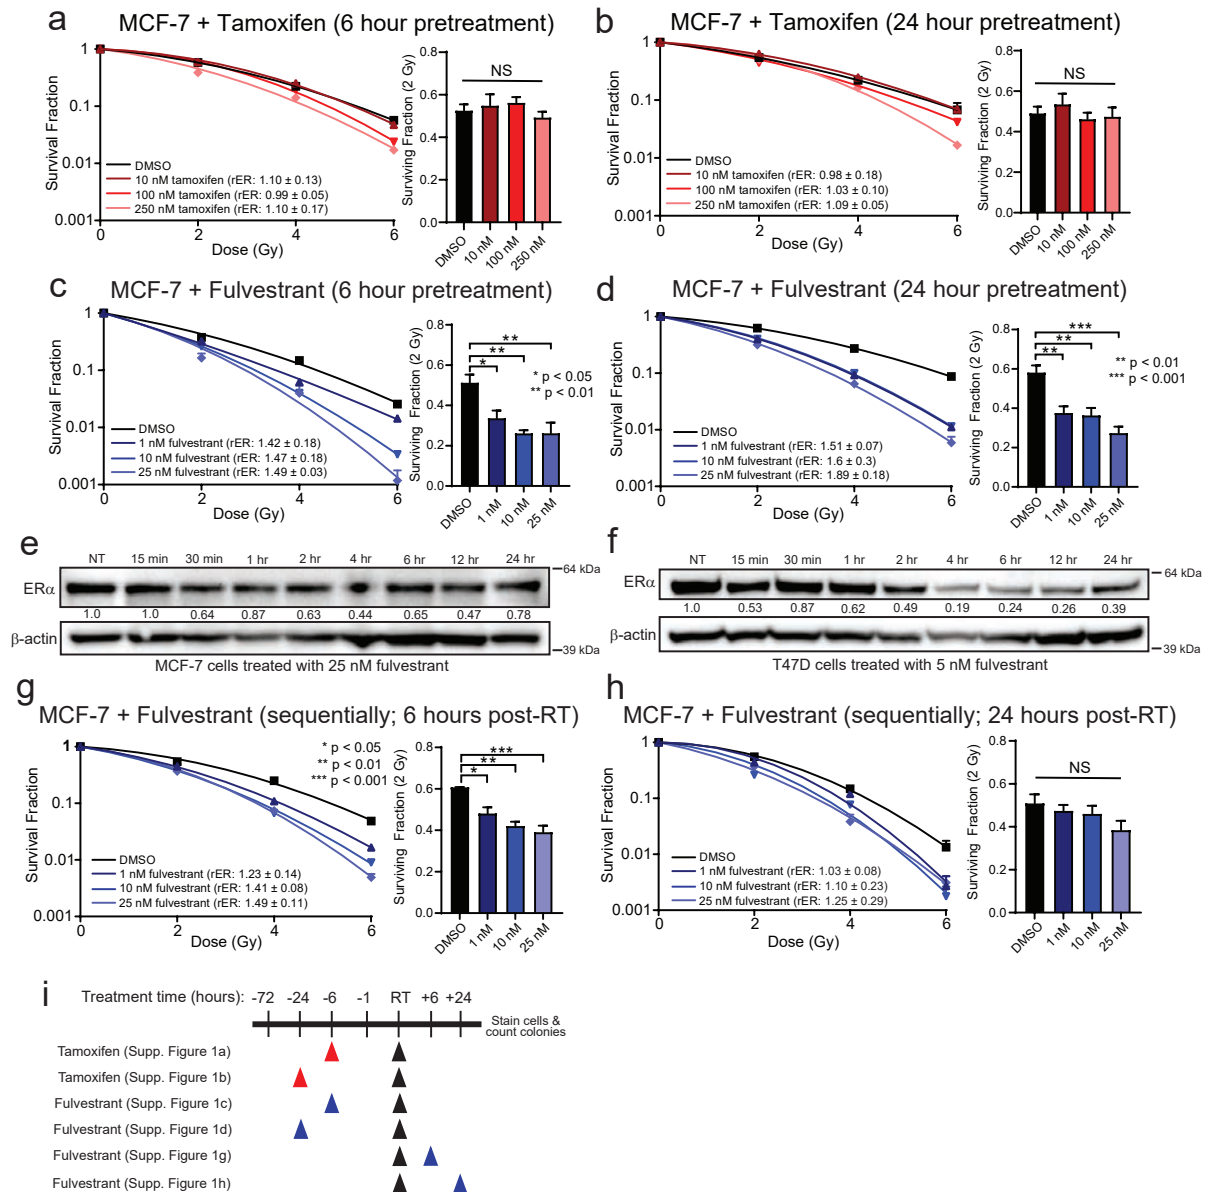 a
MCF-7 + Tamoxifen (6 hour pretreatment)
Survival Fraction
1
0.1
0.01
0.001
0
2
4
6
Dose (Gy)
DMSO
10 nM tamoxifen (rER: 1.10 ± 0.13)
100 nM tamoxifen (rER: 0.99 ± 0.05)
250 nM tamoxifen (rER: 1.10 ± 0.17)
Surviving Fraction (2 Gy)
0.8
0.6
0.4
0.2
0.0
NS
DMSO
10 nM
100 nM
250 nM
b
MCF-7 + Tamoxifen (24 hour pretreatment)
Survival Fraction
1
0.1
0.01
0.001
0
2
4
6
Dose (Gy)
DMSO
10 nM tamoxifen (rER: 0.98 ± 0.18)
100 nM tamoxifen (rER: 1.03 ± 0.10)
250 nM tamoxifen (rER: 1.09 ± 0.05)
Surviving Fraction (2 Gy)
0.8
0.6
0.4
0.2
0.0
NS
DMSO
10 nM
100 nM
250 nM
c
MCF-7 + Fulvestrant (6 hour pretreatment)
Survival Fraction
1
0.1
0.01
0.001
0
2
4
6
Dose (Gy)
DMSO
1 nM fulvestrant (rER: 1.42 ± 0.18)
10 nM fulvestrant (rER: 1.47 ± 0.18)
25 nM fulvestrant (rER: 1.49 ± 0.03)
Surviving Fraction (2 Gy)
0.8
0.6
0.4
0.2
0.0
**
**
*
* p < 0.05
** p < 0.01
DMSO
1 nM
10 nM
25 nM
d
MCF-7 + Fulvestrant (24 hour pretreatment)
Survival Fraction
1
0.1
0.01
0.001
0
2
4
6
Dose (Gy)
DMSO
1 nM fulvestrant (rER: 1.51 ± 0.07)
10 nM fulvestrant (rER: 1.6 ± 0.3)
25 nM fulvestrant (rER: 1.89 ± 0.18)
Surviving Fraction (2 Gy)
0.8
0.6
0.4
0.2
0.0
***
**
**
** p < 0.01
*** p < 0.001
DMSO
1 nM
10 nM
25 nM
e
NT 15 min 30 min 1 hr 2 hr 4 hr 6 hr 12 hr 24 hr
64 kDa
ERα
1.0 1.0 0.64 0.87 0.63 0.44 0.65 0.47 0.78
β-actin
39 kDa
MCF-7 cells treated with 25 nM fulvestrant
f
NT 15 min 30 min 1 hr 2 hr 4 hr 6 hr 12 hr 24 hr
64 kDa
ERα
1.0 0.53 0.87 0.62 0.49 0.19 0.24 0.26 0.39
β-actin
39 kDa
T47D cells treated with 5 nM fulvestrant
g
MCF-7 + Fulvestrant (sequentially; 6 hours post-RT)
Survival Fraction
1
0.1
0.01
0.001
0
2
4
6
Dose (Gy)
* p < 0.05
** p < 0.01
*** p < 0.001
DMSO
1 nM fulvestrant (rER: 1.23 ± 0.14)
10 nM fulvestrant (rER: 1.41 ± 0.08)
25 nM fulvestrant (rER: 1.49 ± 0.11)
Surviving Fraction (2 Gy)
0.8
0.6
0.4
0.2
0.0
***
**
*
DMSO
1 nM
10 nM
25 nM
h
MCF-7 + Fulvestrant (sequentially; 24 hours post-RT)
Survival Fraction
1
0.1
0.01
0.001
0
2
4
6
Dose (Gy)
DMSO
1 nM fulvestrant (rER: 1.03 ± 0.08)
10 nM fulvestrant (rER: 1.10 ± 0.23)
25 nM fulvestrant (rER: 1.25 ± 0.29)
Surviving Fraction (2 Gy)
0.8
0.6
0.4
0.2
0.0
NS
DMSO
1 nM
10 nM
25 nM
i
Treatment time (hours): -72 -24 -6 -1 RT +6 +24
Stain cells &
count colonies
Tamoxifen (Supp. Figure 1a)
Tamoxifen (Supp. Figure 1b)
Fulvestrant (Supp. Figure 1c)
Fulvestrant (Supp. Figure 1d)
Fulvestrant (Supp. Figure 1g)
Fulvestrant (Supp. Figure 1h)